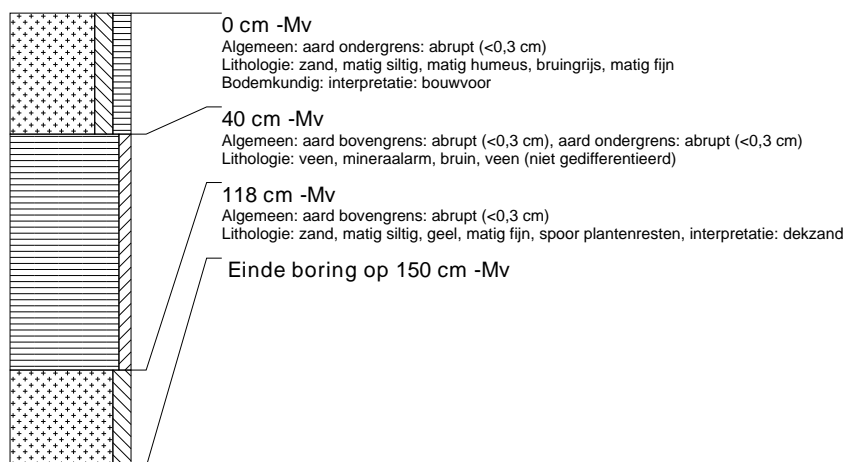 0 cm -Mv
Algemeen: aard ondergrens: abrupt (<0,3 cm)
Lithologie: zand, matig siltig, matig humeus, bruingrijs, matig fijn
Bodemkundig: interpretatie: bouwvoor
40 cm -Mv
Algemeen: aard bovengrens: abrupt (<0,3 cm), aard ondergrens: abrupt (<0,3 cm)
Lithologie: veen, mineraalarm, bruin, veen (niet gedifferentieerd)
118 cm -Mv
Algemeen: aard bovengrens: abrupt (<0,3 cm)
Lithologie: zand, matig siltig, geel, matig fijn, spoor plantenresten, interpretatie: dekzand
Einde boring op 150 cm -Mv